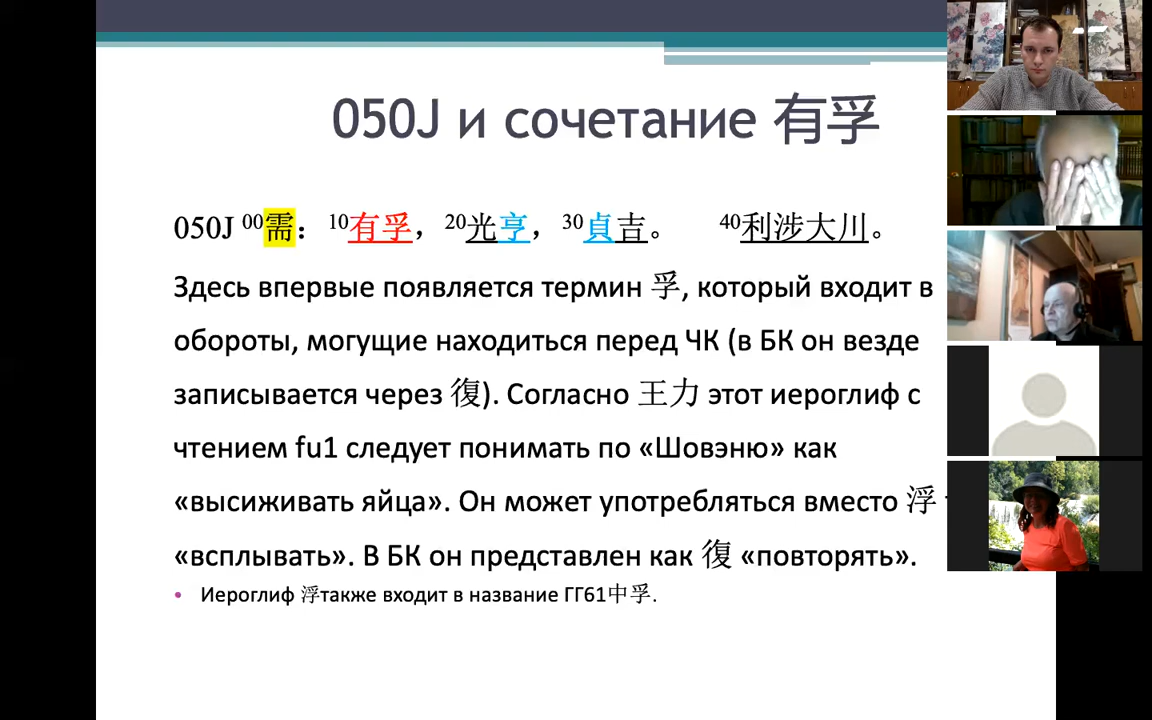 050J и сочетание 有孚
050J 00需：10有孚，20光亨，30貞吉。 40利涉大川。
Здесь впервые появляется термин 孚, который входит в
обороты, могущие находиться перед ЧК (в БК он везде
записывается через 復). Согласно 王力 этот иероглиф с
чтением fu1 следует понимать по «Шовэню» как
«высиживать яйца». Он может употребляться вместо 浮
«всплывать». В БК он представлен как 復 «повторять».
• Иероглиф 浮также входит в название ГГ61中孚.